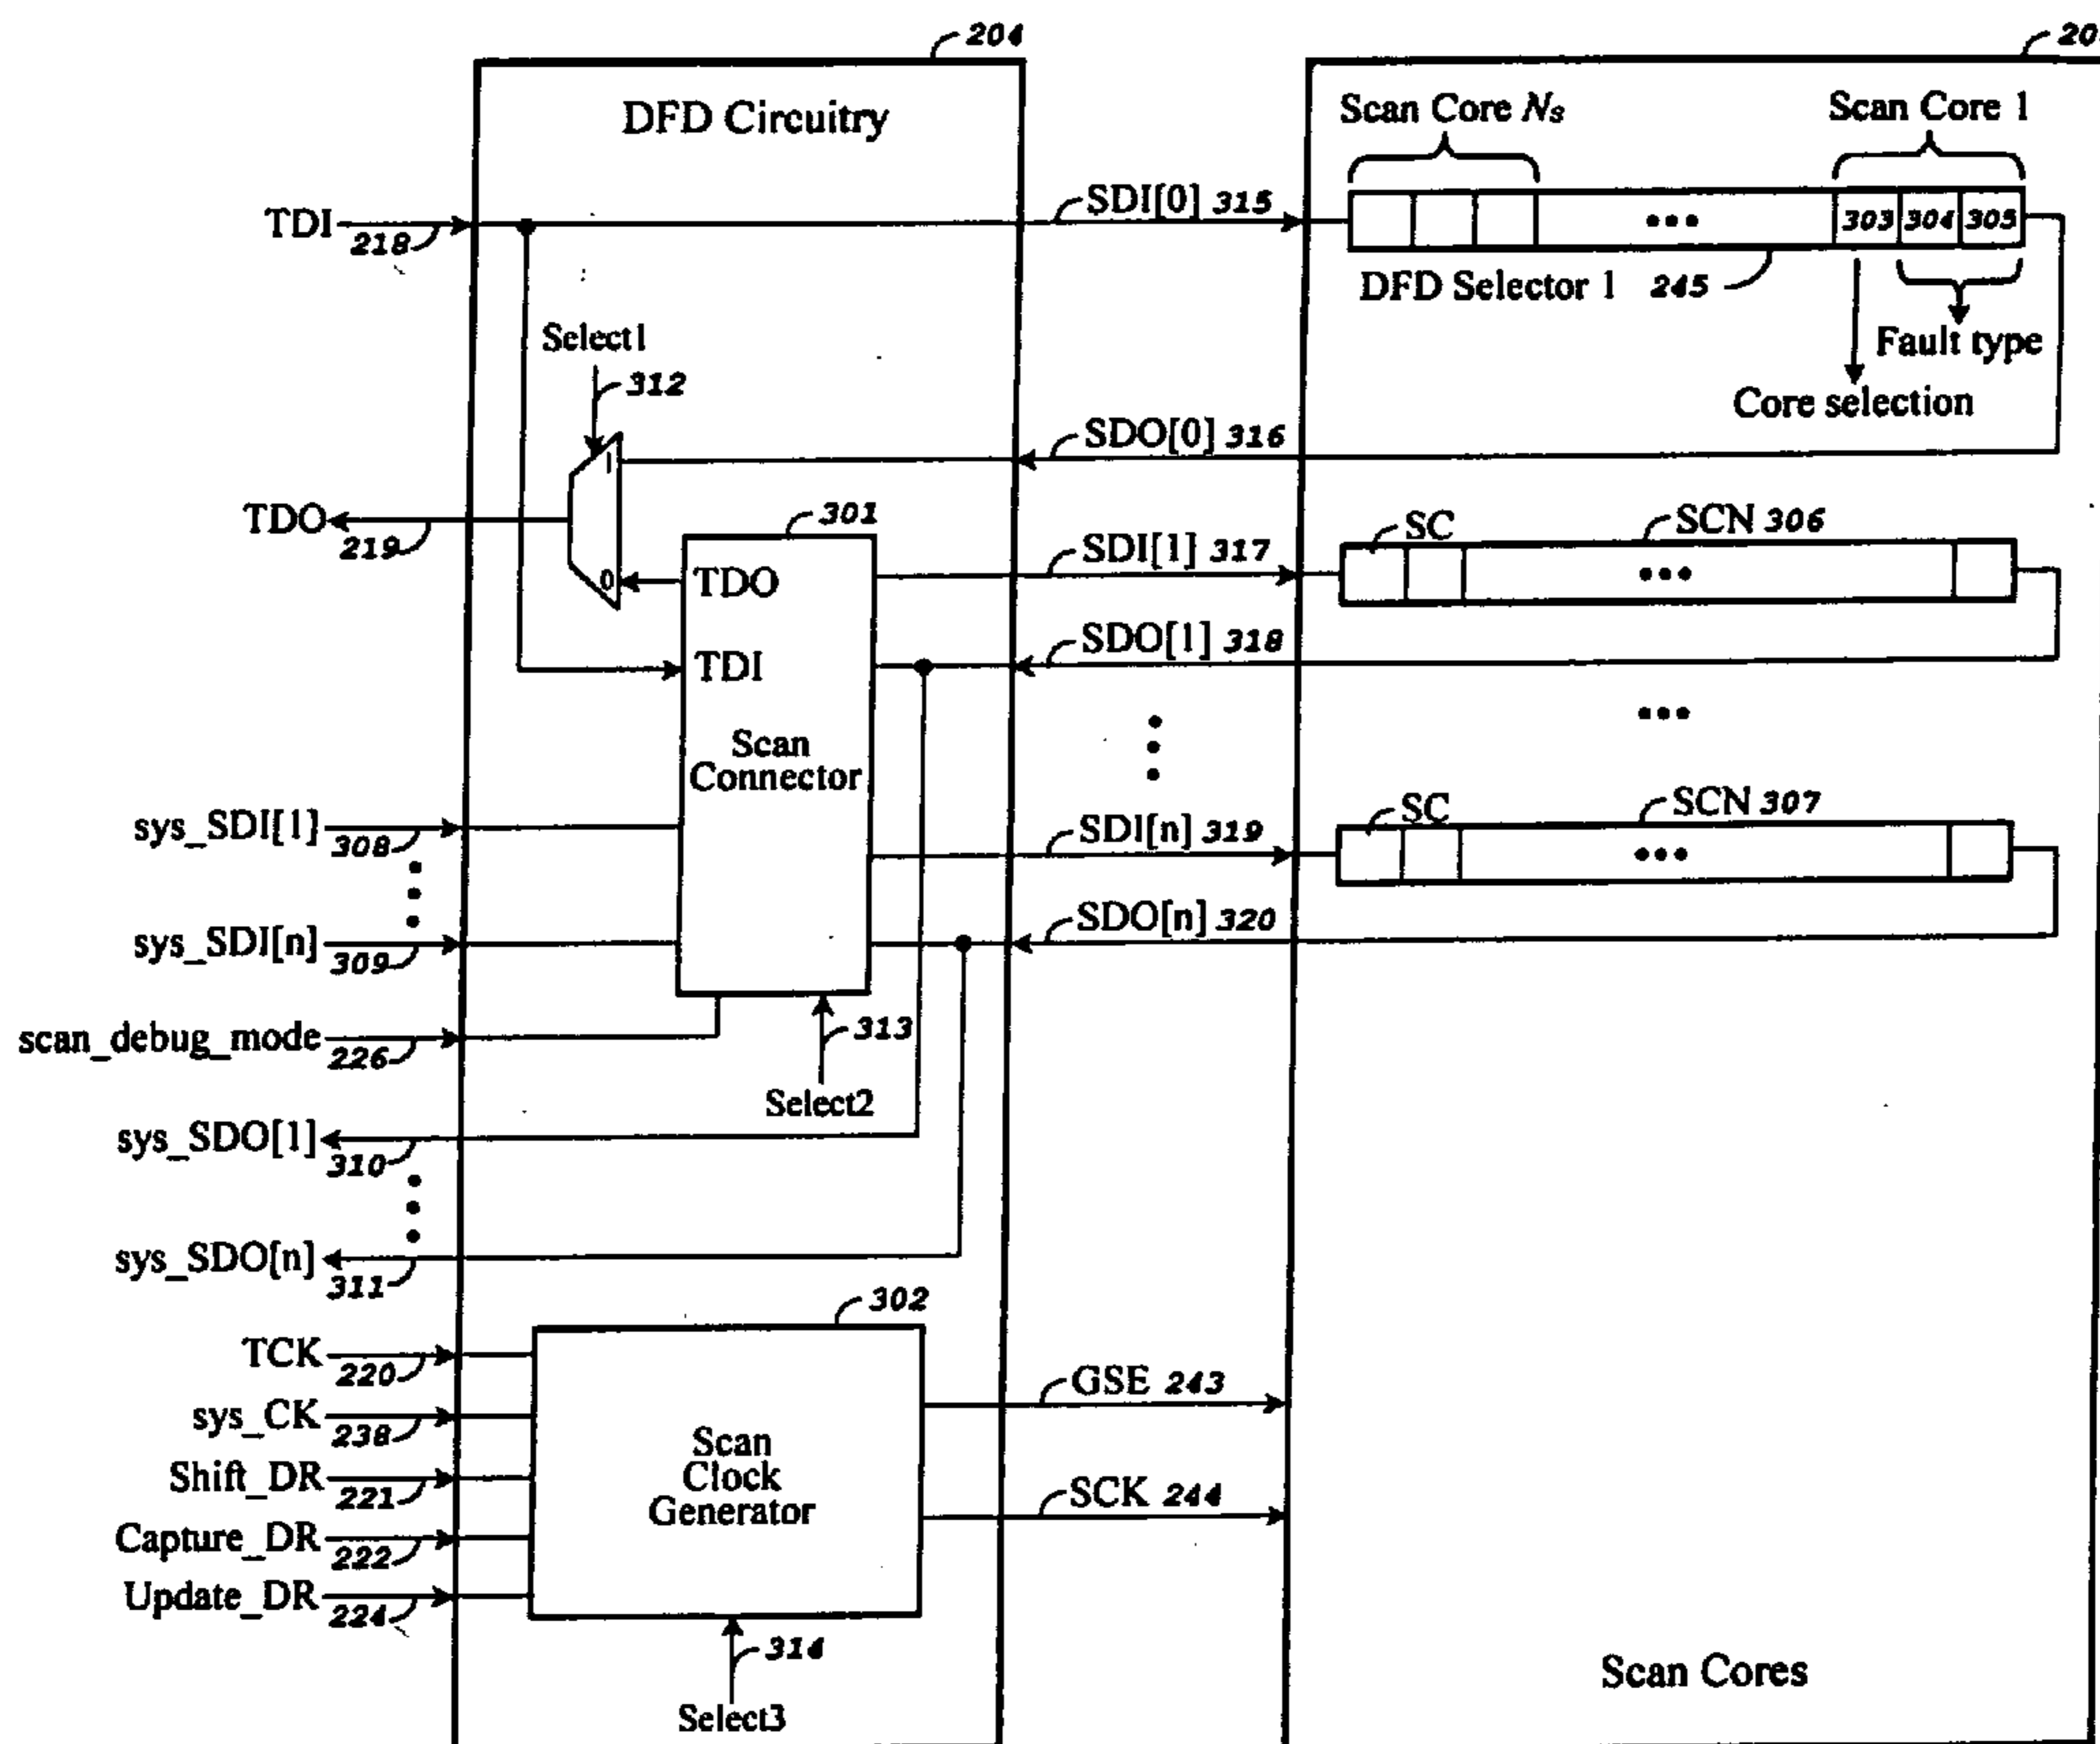 204
20
DFD Circuitry
Scan Core Ns
Scan Core 1
TDI
218
SDI[0] 315
303
304
305
DFD Selector 1 245
Fault type
Core selection
Select1
312
1
SDO[0] 316
TDO
219
301
0
TDO
SDI[1] 317
SC
SCN 306
TDI
SDO[1] 318
Scan
Connector
sys_SDI[1]
308
SDI[n] 319
SC
SCN 307
sys_SDI[n]
309
SDO[n] 320
scan_debug_mode
226
313
Select2
sys_SDO[1]
310
sys_SDO[n]
311
302
TCK
220
sys_CK
238
Shift_DR
221
Capture_DR
222
Update_DR
224
Scan
Clock
Generator
GSE 243
SCK 244
314
Select3
Scan Cores